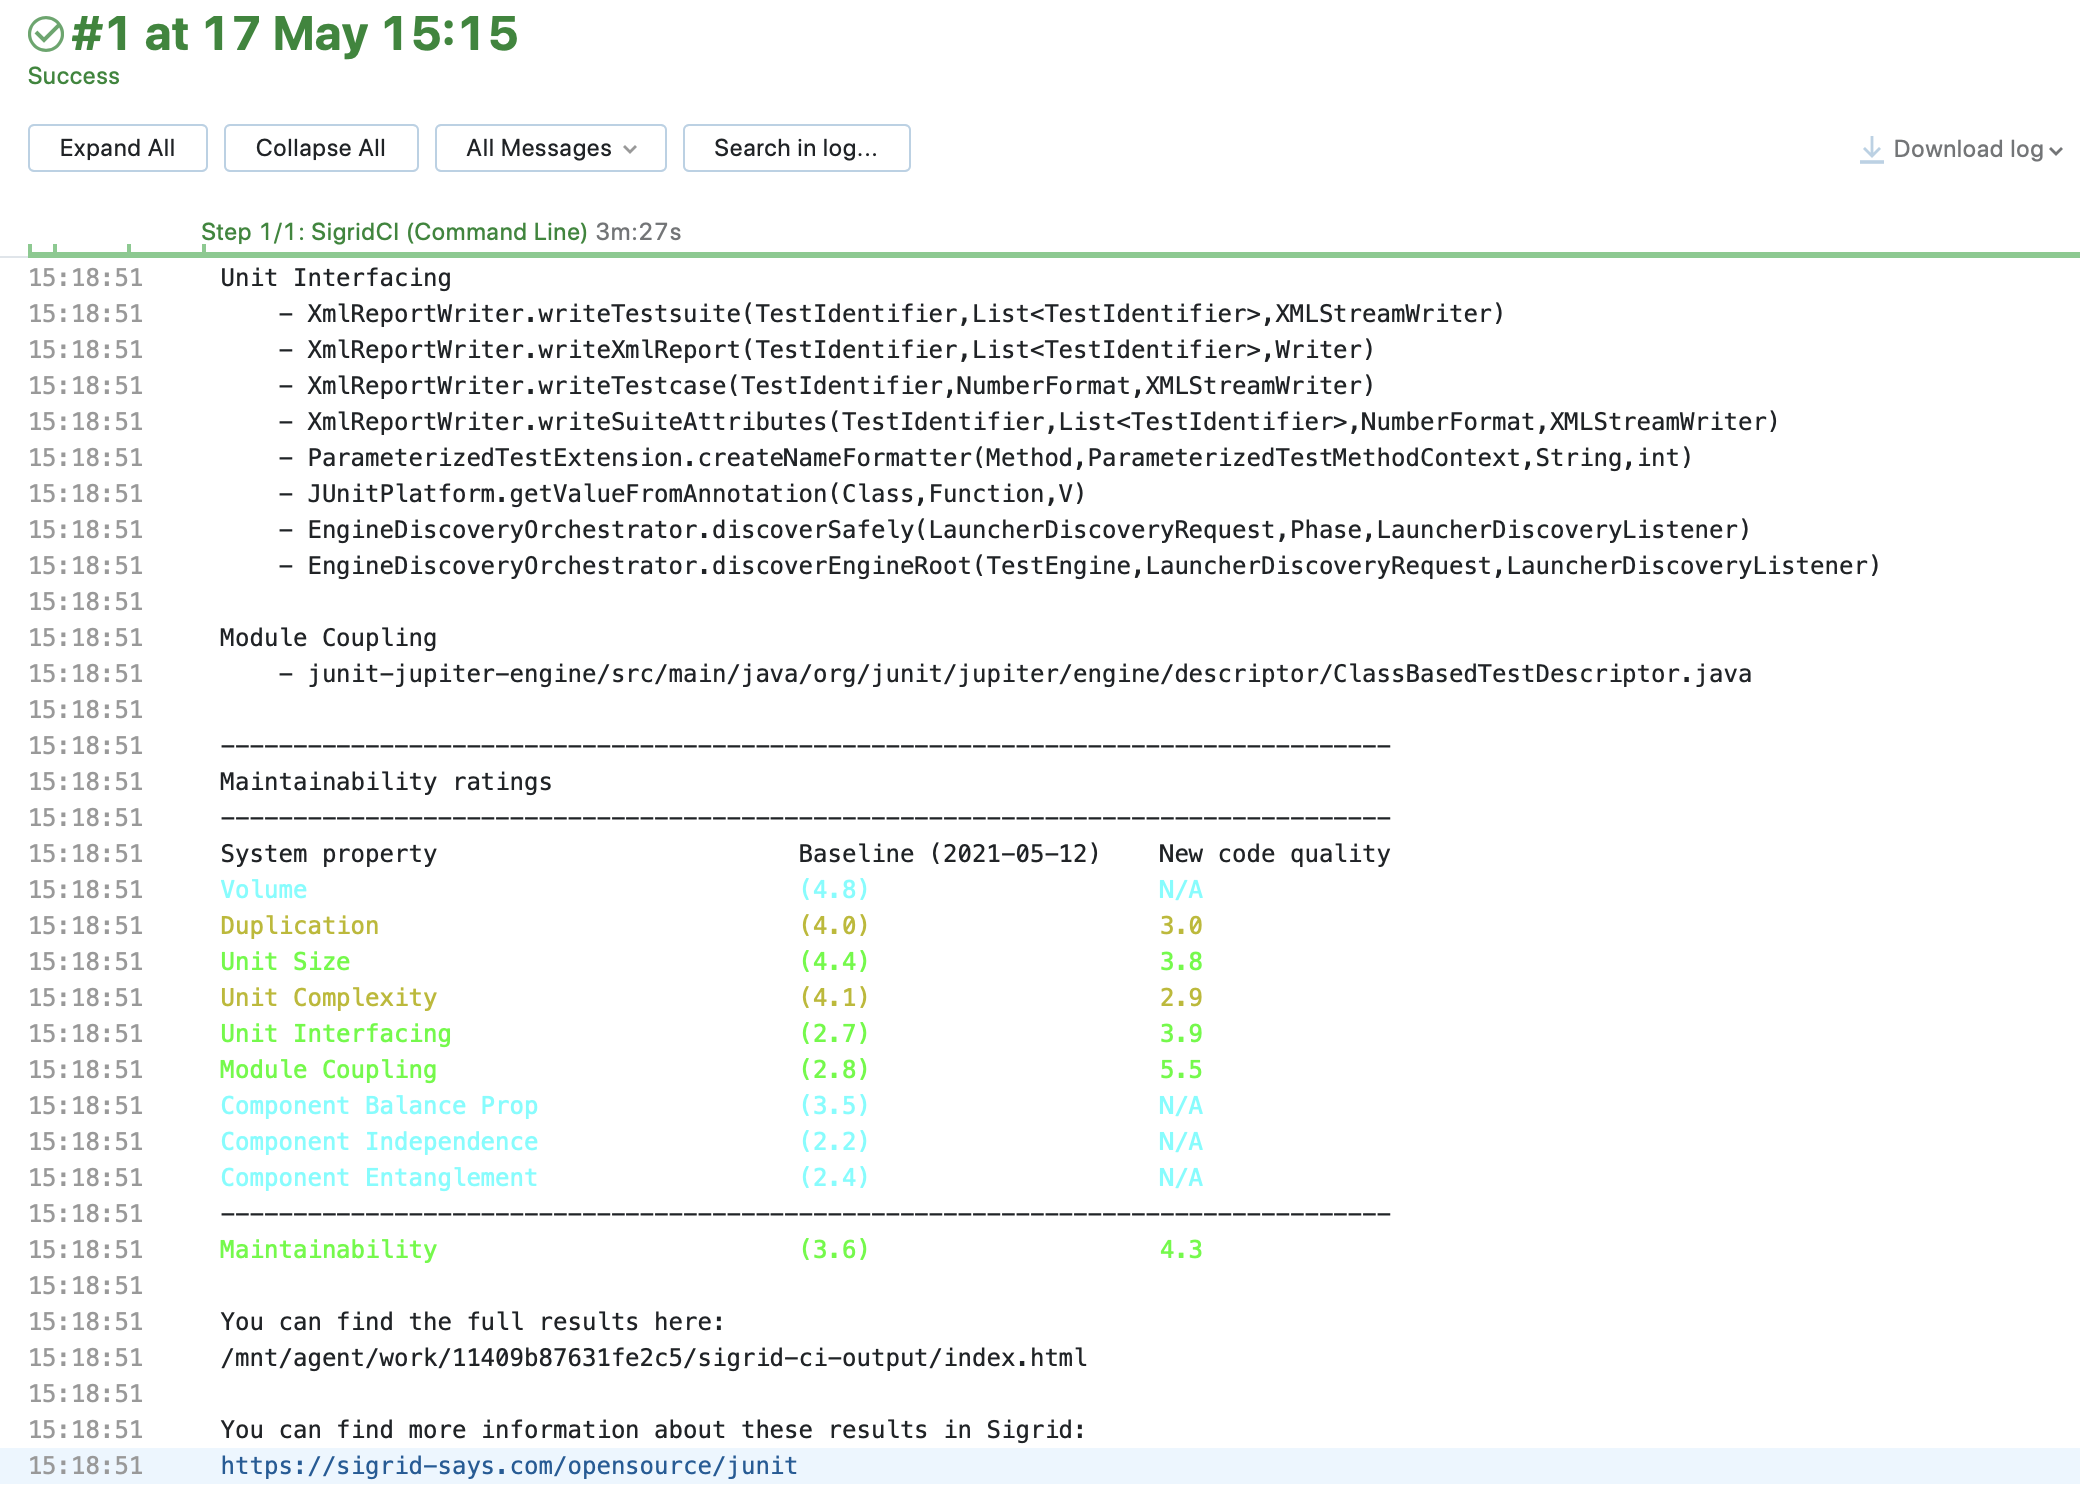 #1 at 17 May 15:15
Success
Expand All Collapse All All Messages Search in log... Download log
Step 1/1: SigridCI (Command Line) 3m:27s
15:18:51 Unit Interfacing
15:18:51 - XmlReportWriter.writeTestsuite(TestIdentifier,List<TestIdentifier>,XMLStreamWriter)
15:18:51 - XmlReportWriter.writeXmlReport(TestIdentifier,List<TestIdentifier>,Writer)
15:18:51 - XmlReportWriter.writeTestcase(TestIdentifier,NumberFormat,XMLStreamWriter)
15:18:51 - XmlReportWriter.writeSuiteAttributes(TestIdentifier,List<TestIdentifier>,NumberFormat,XMLStreamWriter)
15:18:51 - ParameterizedTestExtension.createNameFormatter(Method,ParameterizedTestMethodContext,String,int)
15:18:51 - JUnitPlatform.getValueFromAnnotation(Class,Function,V)
15:18:51 - EngineDiscoveryOrchestrator.discoverSafely(LauncherDiscoveryRequest,Phase,LauncherDiscoveryListener)
15:18:51 - EngineDiscoveryOrchestrator.discoverEngineRoot(TestEngine,LauncherDiscoveryRequest,LauncherDiscoveryListener)
15:18:51
15:18:51 Module Coupling
15:18:51 - junit-jupiter-engine/src/main/java/org/junit/jupiter/engine/descriptor/ClassBasedTestDescriptor.java
15:18:51
15:18:51 ---------------------------------------------------------------------------------
15:18:51 Maintainability ratings
15:18:51 ---------------------------------------------------------------------------------
15:18:51 System property Baseline (2021-05-12) New code quality
15:18:51 Volume (4.8) N/A
15:18:51 Duplication (4.0) 3.0
15:18:51 Unit Size (4.4) 3.8
15:18:51 Unit Complexity (4.1) 2.9
15:18:51 Unit Interfacing (2.7) 3.9
15:18:51 Module Coupling (2.8) 5.5
15:18:51 Component Balance Prop (3.5) N/A
15:18:51 Component Independence (2.2) N/A
15:18:51 Component Entanglement (2.4) N/A
15:18:51 ---------------------------------------------------------------------------------
15:18:51 Maintainability (3.6) 4.3
15:18:51
15:18:51 You can find the full results here:
15:18:51 /mnt/agent/work/11409b87631fe2c5/sigrid-ci-output/index.html
15:18:51
15:18:51 You can find more information about these results in Sigrid:
15:18:51 https://sigrid-says.com/opensource/junit